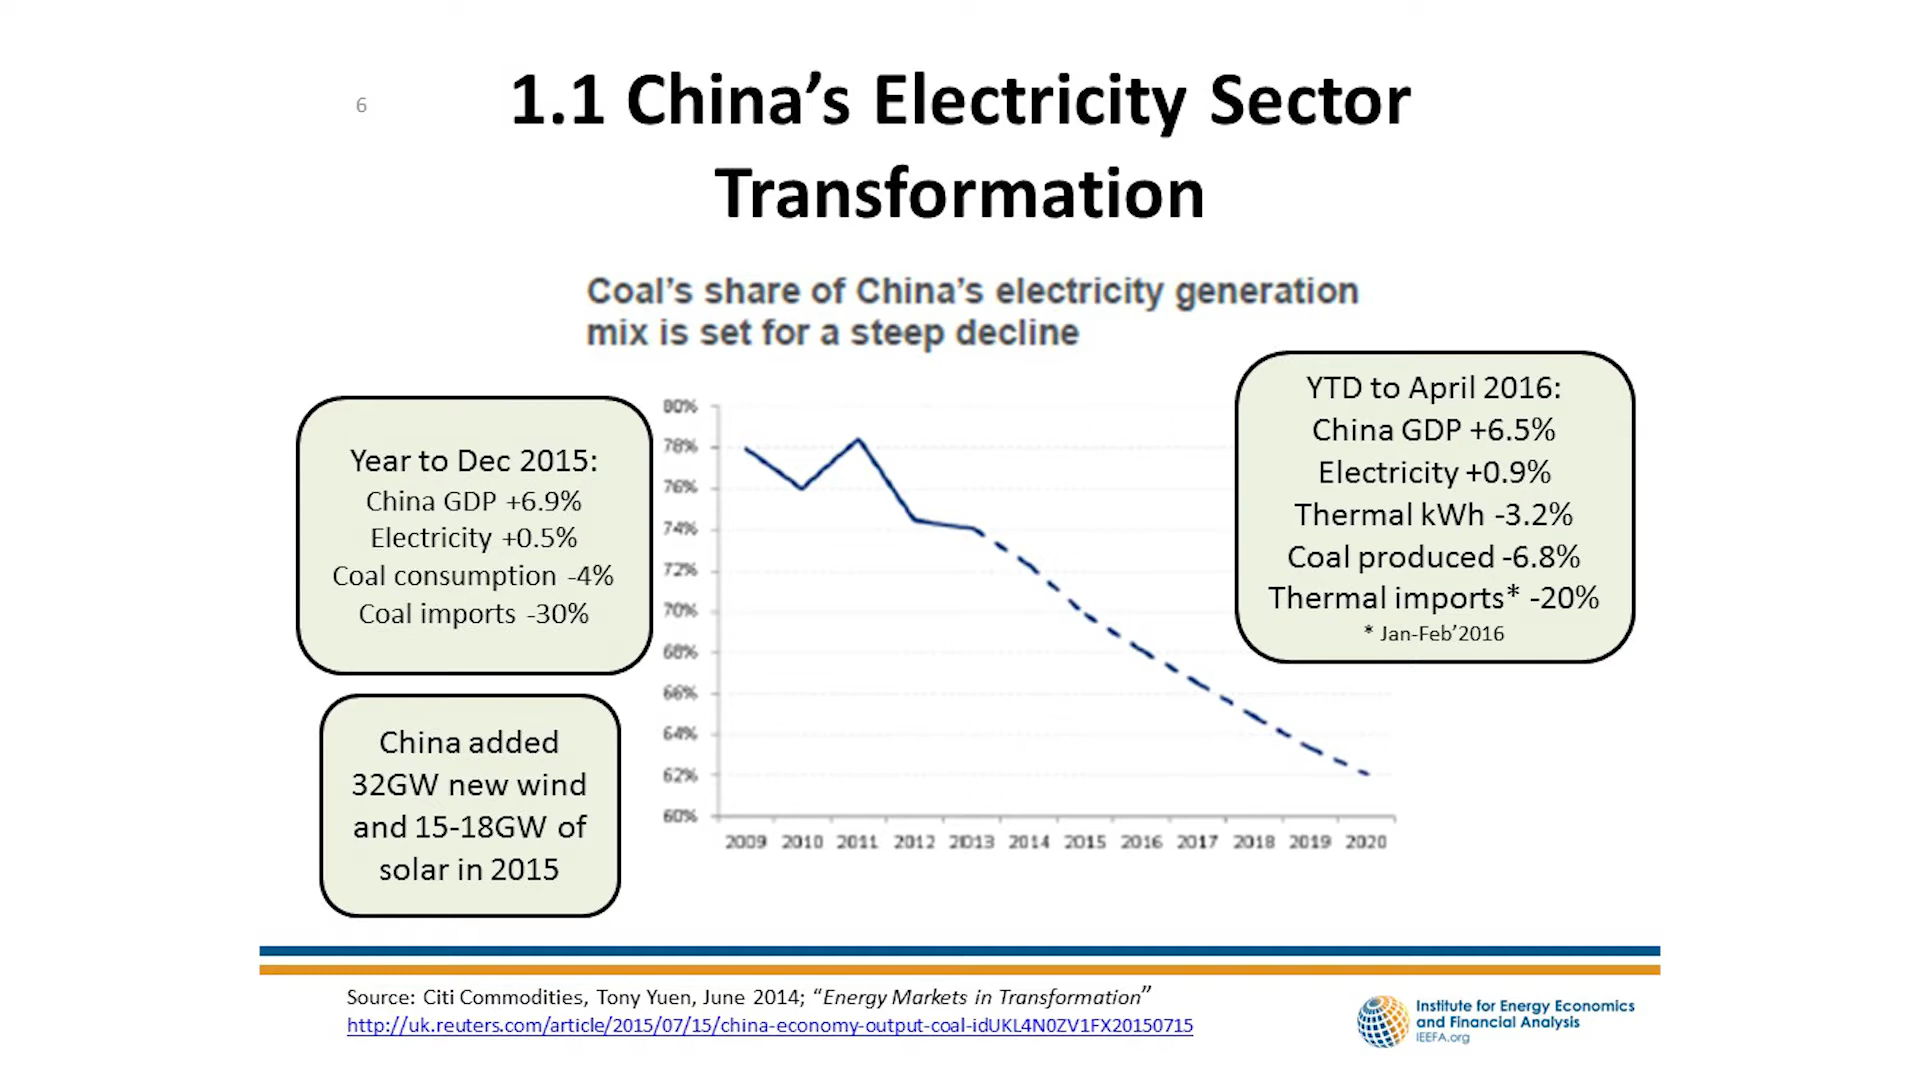 6
1.1 China’s Electricity Sector
Transformation
Coal’s share of China’s electricity generation
mix is set for a steep decline
Year to Dec 2015:
China GDP +6.9%
Electricity +0.5%
Coal consumption -4%
Coal imports -30%
China added
32GW new wind
and 15-18GW of
solar in 2015
80%
78%
76%
74%
72%
70%
68%
66%
64%
62%
60%
2009 2010 2011 2012 2013 2014 2015 2016 2017 2018 2019 2020
YTD to April 2016:
China GDP +6.5%
Electricity +0.9%
Thermal kWh -3.2%
Coal produced -6.8%
Thermal imports* -20%
* Jan-Feb’2016
Source: Citi Commodities, Tony Yuen, June 2014; “Energy Markets in Transformation”
http://uk.reuters.com/article/2015/07/15/china-economy-output-coal-idUKL4N0ZV1FX20150715
Institute for Energy Economics
and Financial Analysis
IEEFA.org